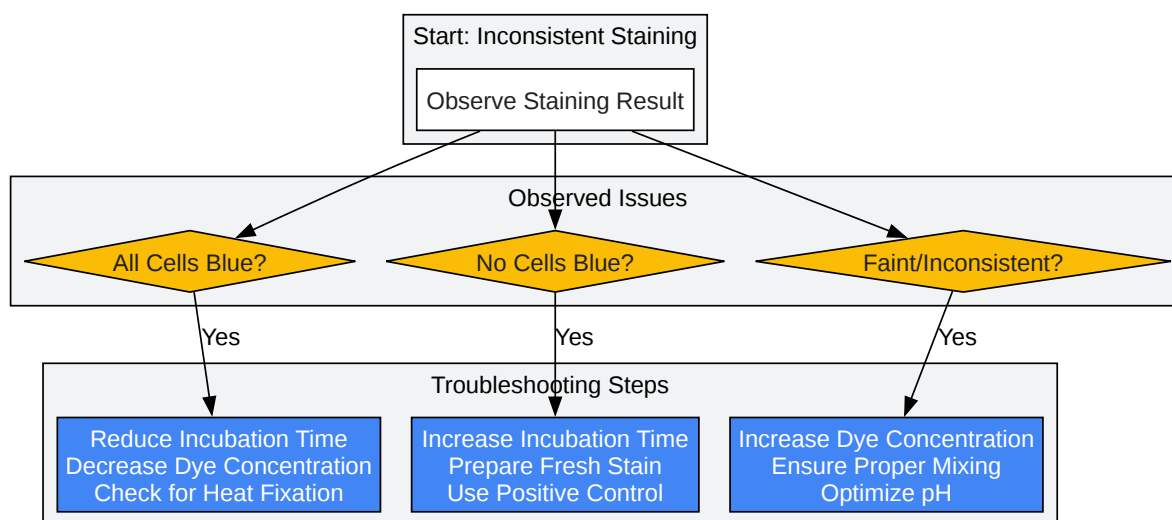 Start: Inconsistent Staining
Observe Staining Result
Observed Issues
All Cells Blue?
No Cells Blue?
Faint/Inconsistent?
Yes
Yes
Yes
Troubleshooting Steps
Reduce Incubation Time
Decrease Dye Concentration
Check for Heat Fixation
Increase Incubation Time
Prepare Fresh Stain
Use Positive Control
Increase Dye Concentration
Ensure Proper Mixing
Optimize pH